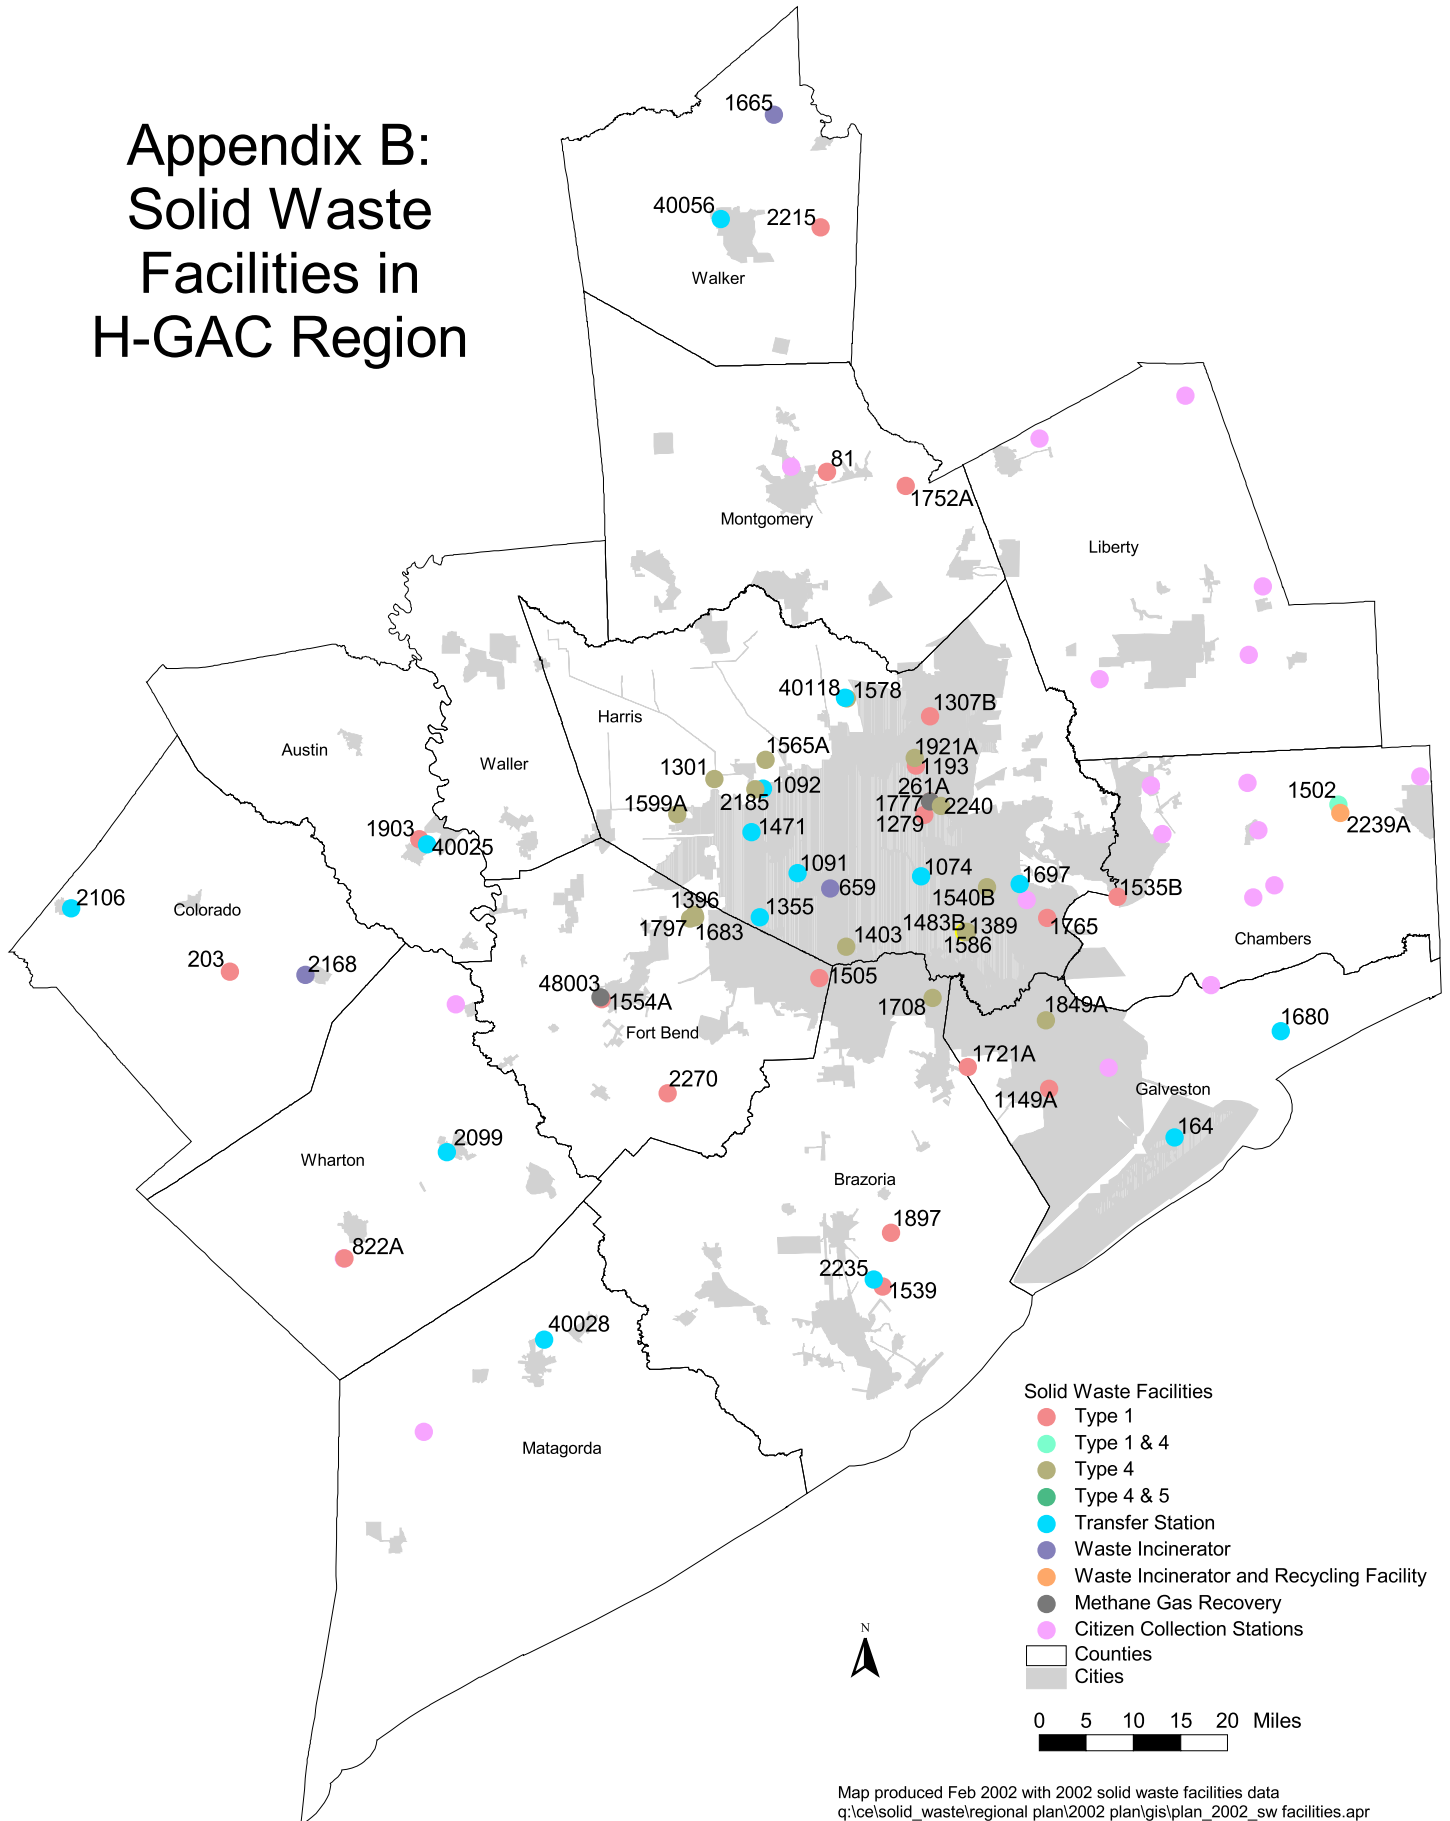 Appendix B:
Solid Waste
Facilities in
H-GAC Region
1665
40056
2215
Walker
81
1752A
Montgomery
Liberty
40118
1578
1307B
Harris
1565A
1921A
1193
Austin
Waller
1301
1092
261A
1502
1599A
2185
1777
2240
2239A
1903
1471
1279
40025
1091
1074
1697
659
1535B
2106
Colorado
1396
1355
1540B
1797
1683
1483B
1389
1765
1403
1586
Chambers
203
2168
48003
1554A
1505
1708
1849A
1680
Fort Bend
1721A
2270
1149A
Galveston
164
2099
Wharton
Brazoria
1897
822A
2235
1539
40028
Matagorda
Solid Waste Facilities
Type 1
Type 1 & 4
Type 4
Type 4 & 5
Transfer Station
Waste Incinerator
Waste Incinerator and Recycling Facility
Methane Gas Recovery
Citizen Collection Stations
Counties
Cities
N
0 5 10 15 20 Miles
Map produced Feb 2002 with 2002 solid waste facilities data
q:\ce\solid_waste\regional plan\2002 plan\gis\plan_2002_sw facilities.apr